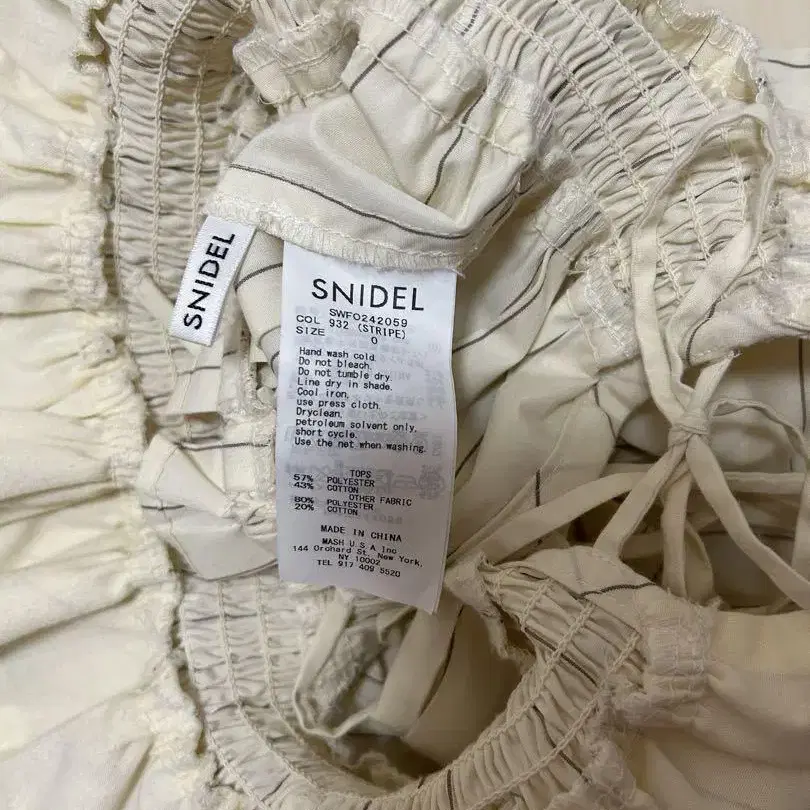 SNIDEL
SNIDEL
SWFO242059
COL 932 (STRIPE)
SIZE 0
Hand wash cold.
Do not bleach.
Do not tumble dry
Line dry in shade.
Cool iron,
use press cloth.
Dryclean,
petroleum solvent only,
short cycle.
Use the net when washing.
TOPS
57% POLYESTER
43% COTTON
OTHER FABRIC
80% POLYESTER
20% COTTON
MADE IN CHINA
MASH U S A Inc
144 Orchard St. New York,
NY 10002
TEL 917 409 5520